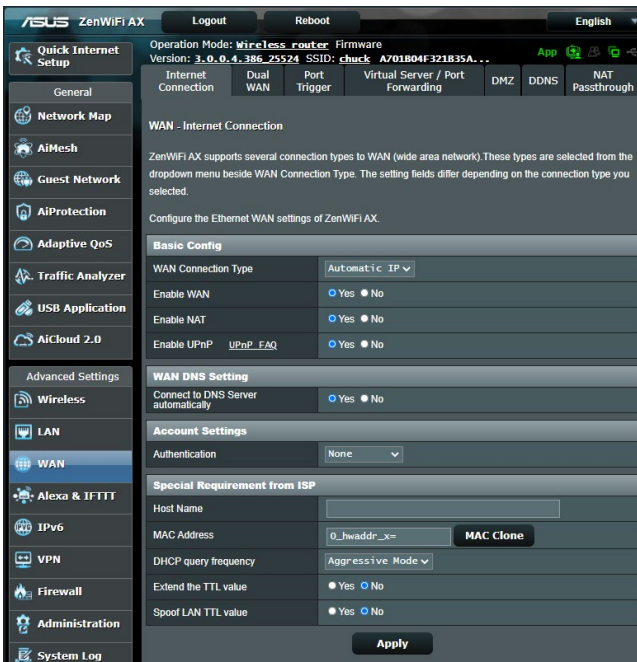 ASUS ZenWiFi AX Logout Reboot English
Quick Internet Setup
General
Network Map
AiMesh
Guest Network
AiProtection
Adaptive QoS
Traffic Analyzer
USB Application
AiCloud 2.0
Advanced Settings
Wireless
LAN
WAN
Alexa & IFTTT
IPv6
VPN
Firewall
Administration
System Log
Operation Mode: Wireless router Firmware
Version: 3.0.0.4.386_25524 SSID: chuck A701B04F321B35A...
App
Internet Connection
Dual WAN
Port Trigger
Virtual Server / Port Forwarding
DMZ
DDNS
NAT Passthrough
WAN - Internet Connection
ZenWiFi AX supports several connection types to WAN (wide area network).These types are selected from the
dropdown menu beside WAN Connection Type. The setting fields differ depending on the connection type you
selected.
Configure the Ethernet WAN settings of ZenWiFi AX.
Basic Config
WAN Connection Type Automatic IP
Enable WAN Yes No
Enable NAT Yes No
Enable UPnP UPnP FAQ Yes No
WAN DNS Setting
Connect to DNS Server automatically Yes No
Account Settings
Authentication None
Special Requirement from ISP
Host Name
MAC Address 0_hwaddr_x= MAC Clone
DHCP query frequency Aggressive Mode
Extend the TTL value Yes No
Spoof LAN TTL value Yes No
Apply